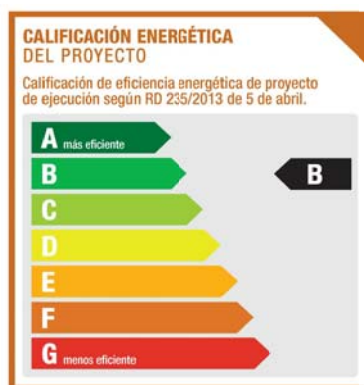 CALIFICACIÓN ENERGÉTICA
DEL PROYECTO
Calificación de eficiencia energética de proyecto
de ejecución según RD 235/2013 de 5 de abril.
A más eficiente
B B
C
D
E
F
G menos eficiente